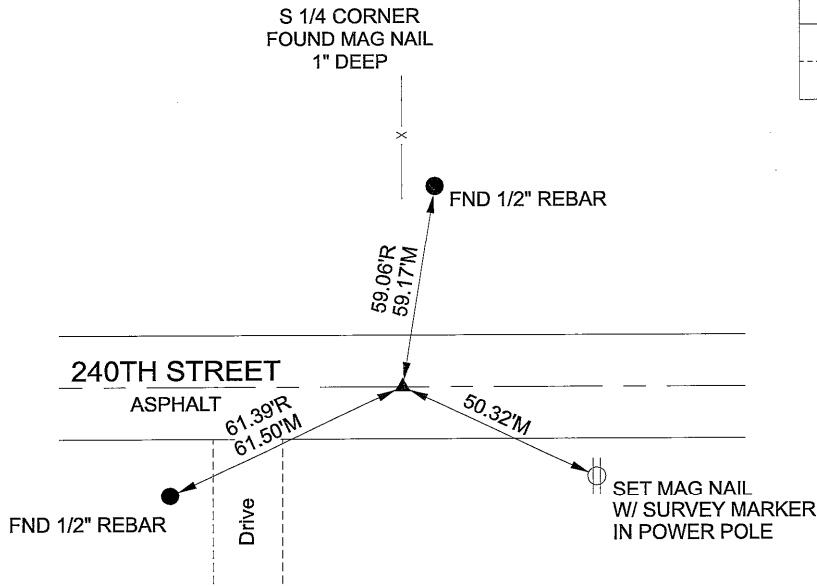 S 1/4 CORNER
FOUND MAG NAIL
1" DEEP
X
FND 1/2" REBAR
59.06'R
59.17'M
240TH STREET
ASPHALT
61.39'R
61.50'M
50.32'M
SET MAG NAIL
W/ SURVEY MARKER
IN POWER POLE
FND 1/2" REBAR
Drive